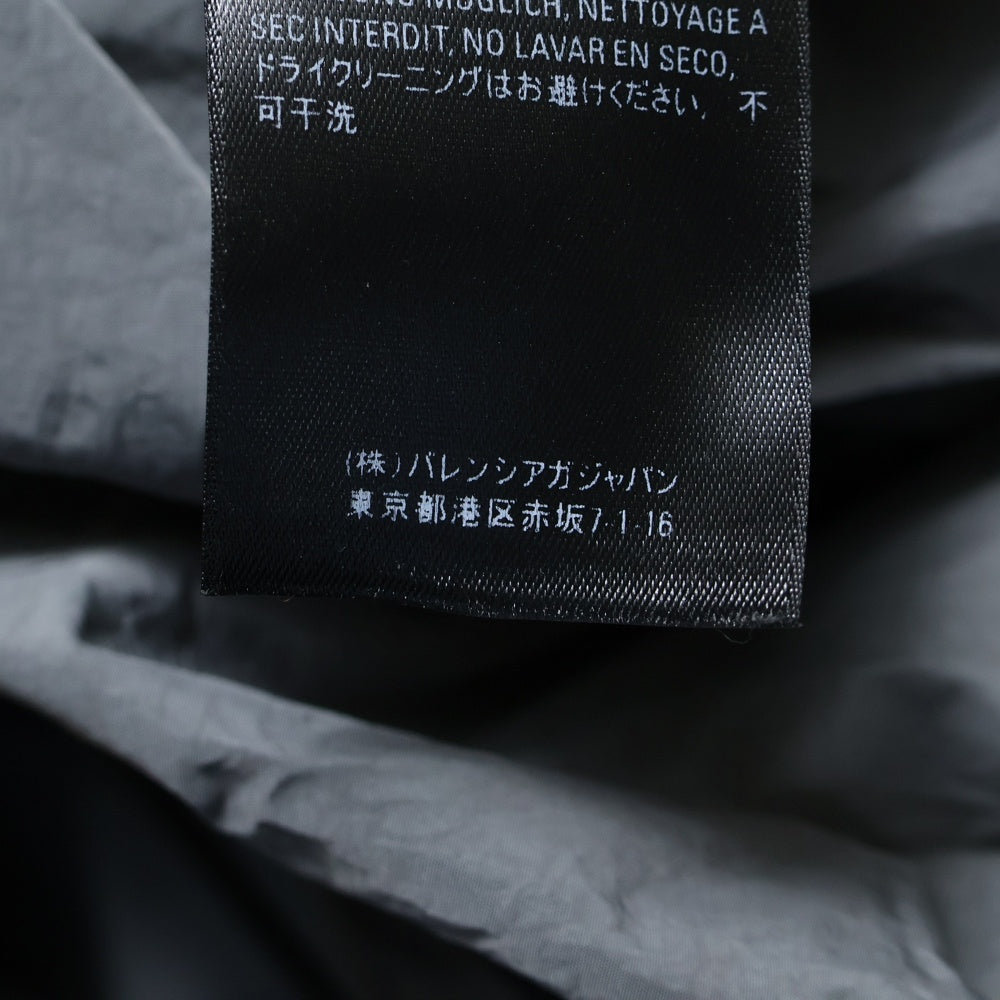 MÖGLICH, NETTOYAGE A
SEC INTERDIT, NO LAVAR EN SECO,
ドライクリーニングはお避けください, 不
可干洗
(株)バレンシアガジャパン
東京都港区赤坂7-1-16